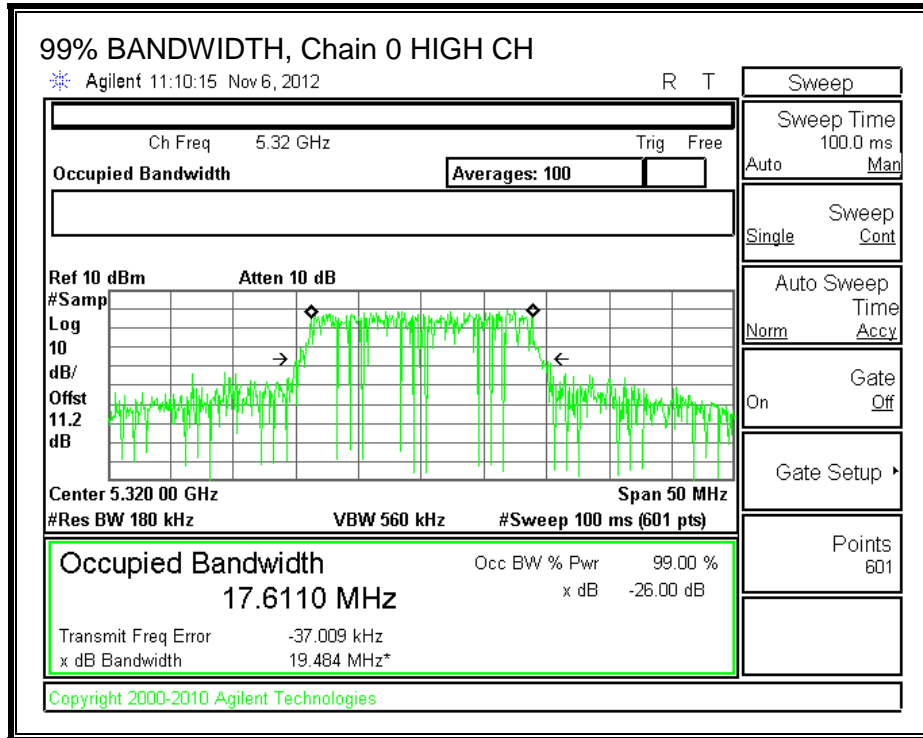 99% BANDWIDTH, Chain 0 HIGH CH
Agilent 11:10:15 Nov 6, 2012 R T
Ch Freq 5.32 GHz Trig Free
Occupied Bandwidth Averages: 100
Ref 10 dBm Atten 10 dB
#Samp
Log
10
dB/
Offst
11.2
dB
Center 5.320 00 GHz Span 50 MHz
#Res BW 180 kHz VBW 560 kHz #Sweep 100 ms (601 pts)
Occupied Bandwidth Occ BW % Pwr 99.00 %
17.6110 MHz x dB -26.00 dB
Transmit Freq Error -37.009 kHz
x dB Bandwidth 19.484 MHz*
Copyright 2000-2010 Agilent Technologies
Sweep
Sweep Time
100.0 ms
Auto Man
Sweep
Single Cont
Auto Sweep
Time
Norm Accy
Gate
On Off
Gate Setup
Points
601